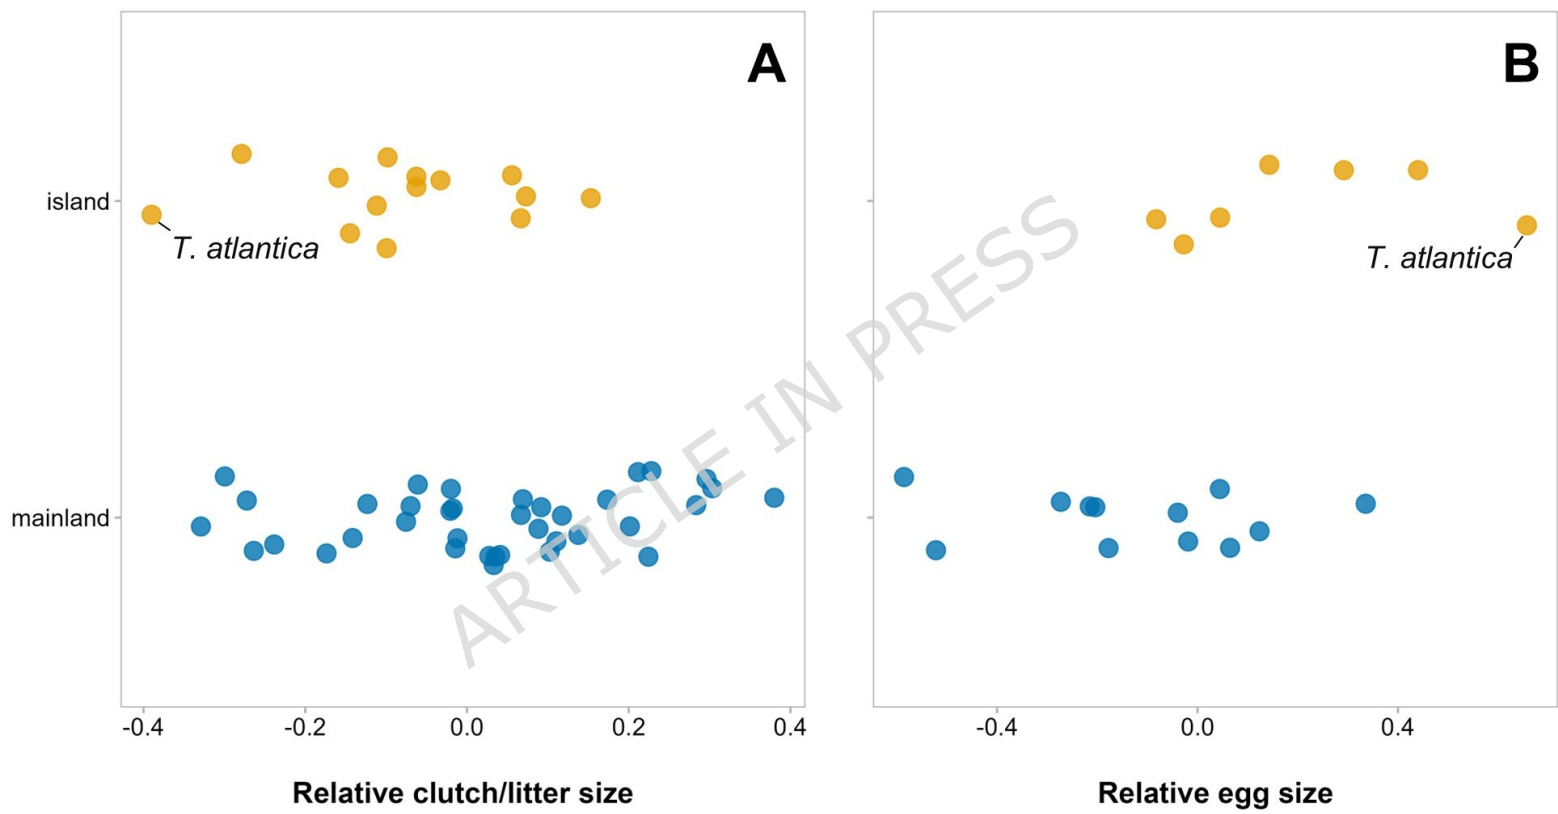 A
B
island
T. atlantica
T. atlantica
mainland
ARTICLE IN PRESS
-0.4 -0.2 0.0 0.2 0.4
-0.4 0.0 0.4
Relative clutch/litter size
Relative egg size